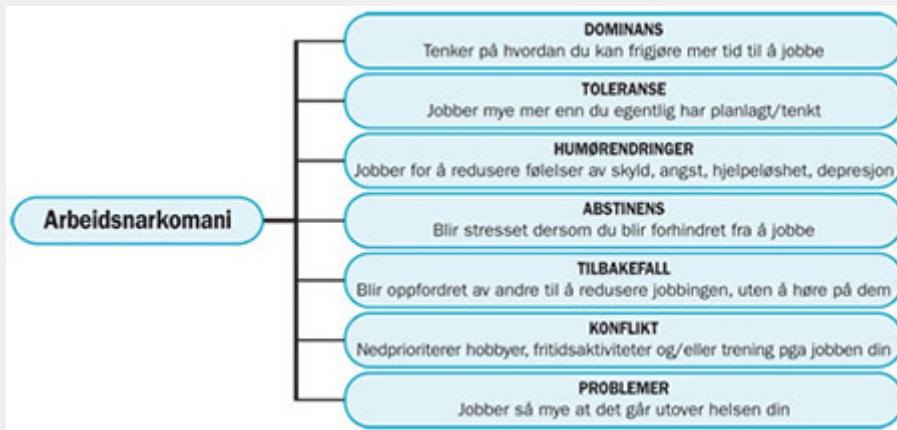 DOMINANS
Tenker på hvordan du kan frigjøre mer tid til å jobbe
TOLERANSE
Jobber mye mer enn du egentlig har planlagt/tenkt
HUMØRENDRINGER
Jobber for å redusere følelser av skyld, angst, hjelpeløshet, depresjon
Arbeidsnarkomani
ABSTINENS
Blir stresset dersom du blir forhindret fra å jobbe
TILBAKEFALL
Blir oppfordret av andre til å redusere jobbingen, uten å høre på dem
KONFLIKT
Nedprioriterer hobbyer, fritidsaktiviteter og/eller trening pga jobben din
PROBLEMER
Jobber så mye at det går utover helsen din